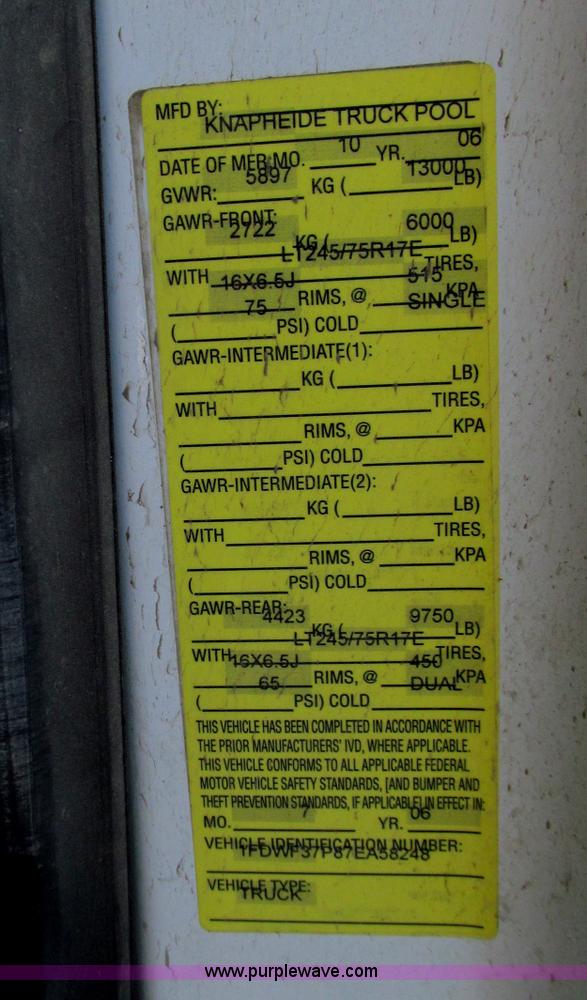 MFD BY: KNAPHEIDE TRUCK POOL
DATE OF MFR MO. 10 YR. 06
GVWR: 5897 KG (13000 LB)
GAWR-FRONT:
2722 KG (6000 LB)
WITH LT245/75R17E TIRES,
16X6.5J RIMS, @ 515 KPA
(75 PSI) COLD SINGLE
GAWR-INTERMEDIATE(1):
KG ( LB)
WITH TIRES,
RIMS, @ KPA
( PSI) COLD
GAWR-INTERMEDIATE(2):
KG ( LB)
WITH TIRES,
RIMS, @ KPA
( PSI) COLD
GAWR-REAR:
4423 KG (9750 LB)
WITH LT245/75R17E TIRES,
16X6.5J RIMS, @ 450 KPA
(65 PSI) COLD DUAL
THIS VEHICLE HAS BEEN COMPLETED IN ACCORDANCE WITH
THE PRIOR MANUFACTURERS' IVD, WHERE APPLICABLE.
THIS VEHICLE CONFORMS TO ALL APPLICABLE FEDERAL
MOTOR VEHICLE SAFETY STANDARDS, [AND BUMPER AND
THEFT PREVENTION STANDARDS, IF APPLICABLE] IN EFFECT IN:
MO. 7 YR. 06
VEHICLE IDENTIFICATION NUMBER:
1FDWF37P87EA58248
VEHICLE TYPE:
TRUCK
www.purplewave.com